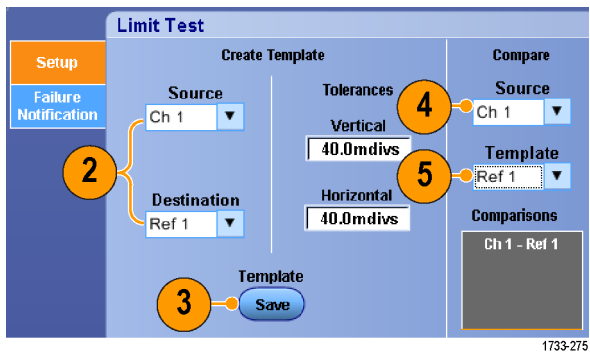 Limit Test
Setup
Failure
Notification
Create Template
Source
Ch 1
2
Destination
Ref 1
Tolerances
Vertical
40.0mdivs
Horizontal
40.0mdivs
Template
3
Save
Compare
Source
4
Ch 1
Template
5
Ref 1
Comparisons
Ch 1 - Ref 1
1733-275